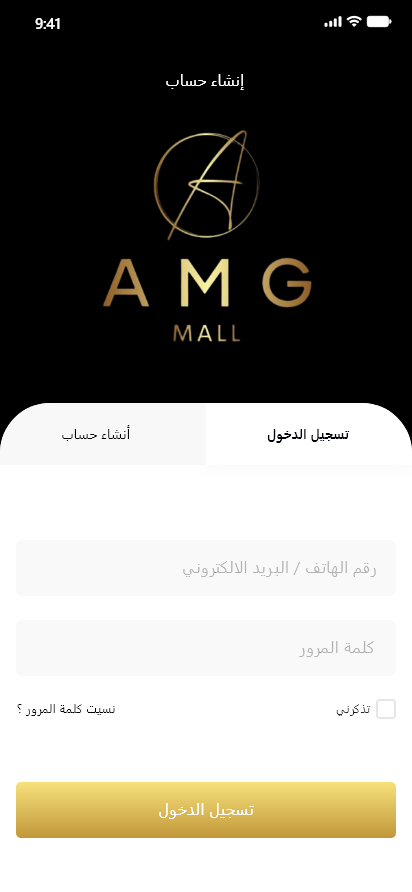 9:41
إنشاء حساب
AMG
MALL
تسجيل الدخول
أنشاء حساب
رقم الهاتف / البريد الالكتروني
كلمة المرور
تذكرني
نسيت كلمة المرور ؟
تسجيل الدخول